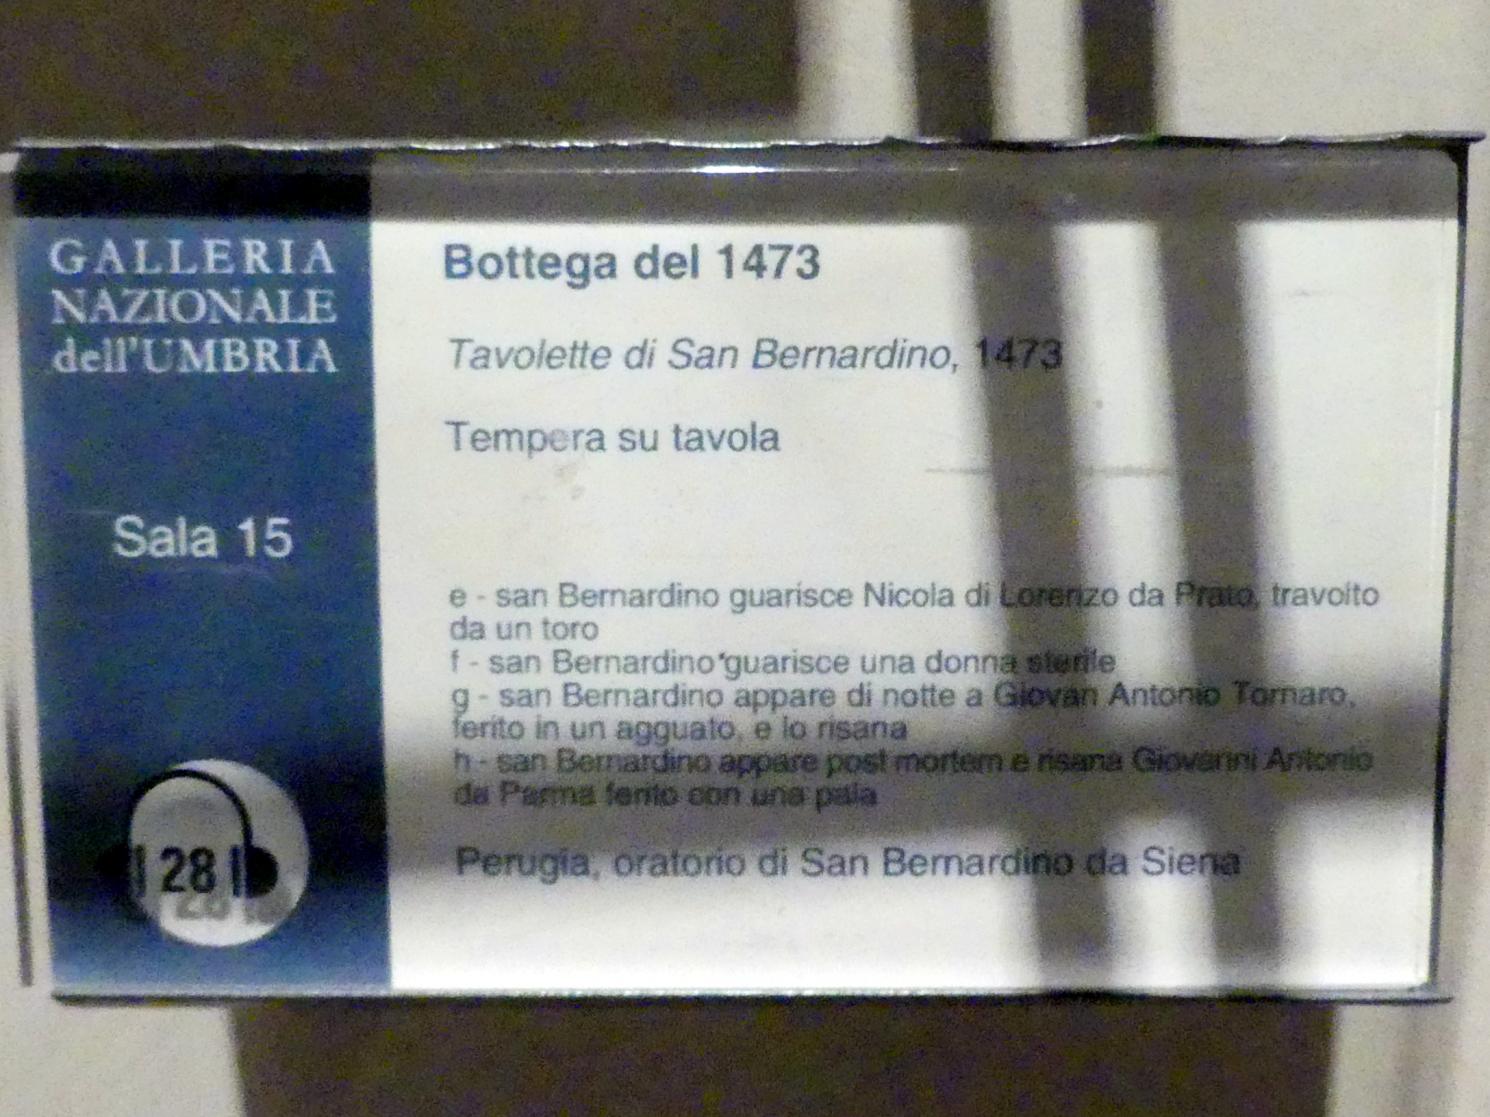 GALLERIA
NAZIONALE
dell'UMBRIA
Sala 15
28
Bottega del 1473
Tavolette di San Bernardino, 1473
Tempera su tavola
e - san Bernardino guarisce Nicola di Lorenzo da Prato, travolto
da un toro
f - san Bernardino guarisce una donna sterile
g - san Bernardino appare di notte a Giovan Antonio Tornaro,
ferito in un agguato, e lo risana
h - san Bernardino appare post mortem e risana Giovanni Antonio
da Parma ferito con una pala
Perugia, oratorio di San Bernardino da Siena